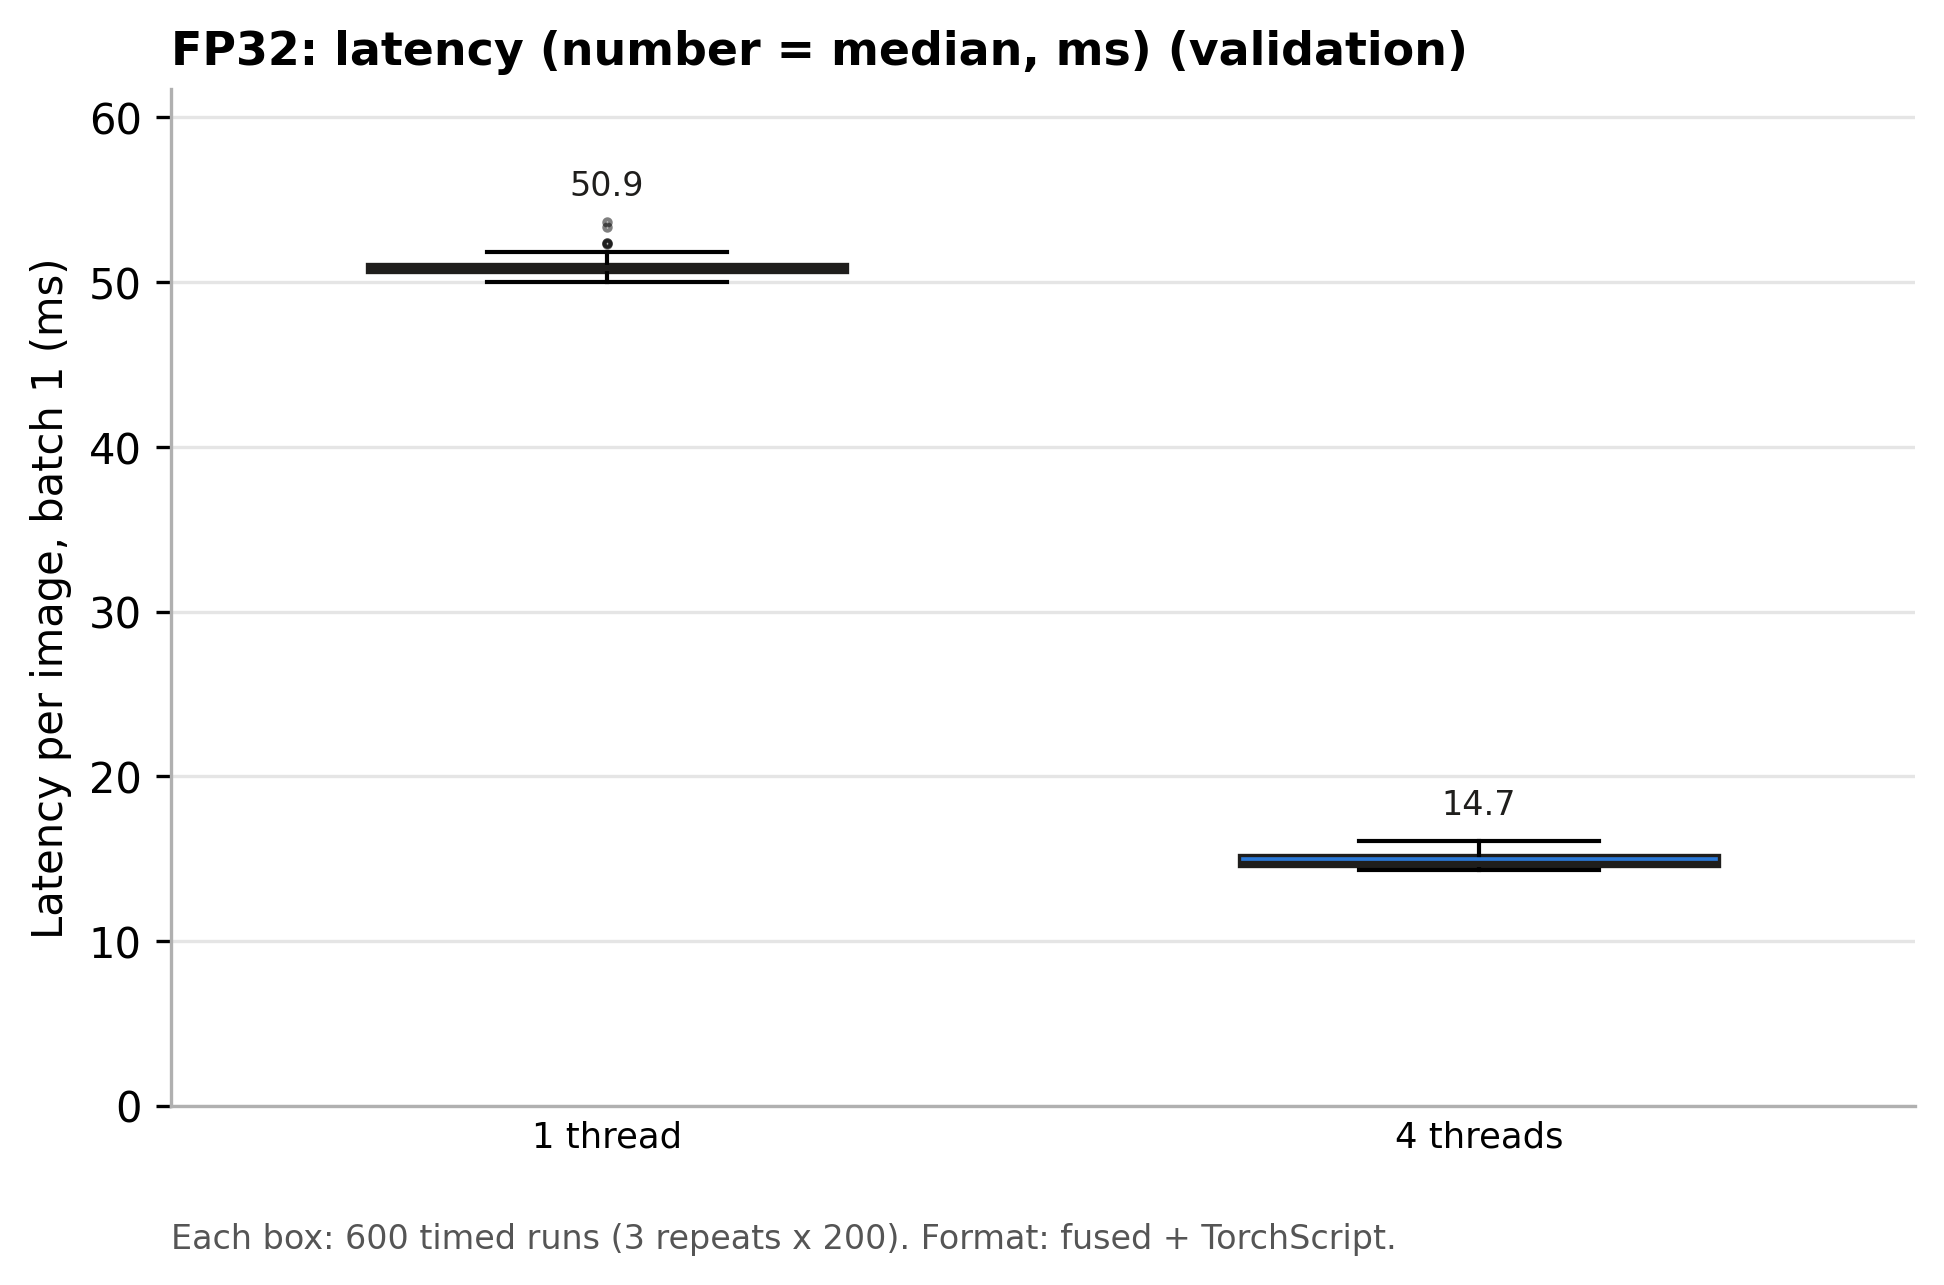 FP32: latency (number = median, ms) (validation)
Latency per image, batch 1 (ms)
60
50
40
30
20
10
0
50.9
14.7
1 thread
4 threads
Each box: 600 timed runs (3 repeats x 200). Format: fused + TorchScript.